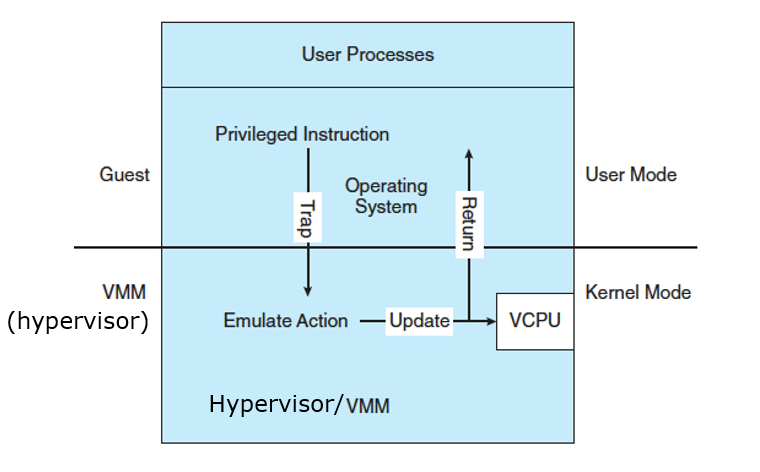 User Processes
Privileged Instruction
Guest
Operating
System
User Mode
Trap
Return
VMM
(hypervisor)
Kernel Mode
Emulate Action
Update
VCPU
Hypervisor/VMM